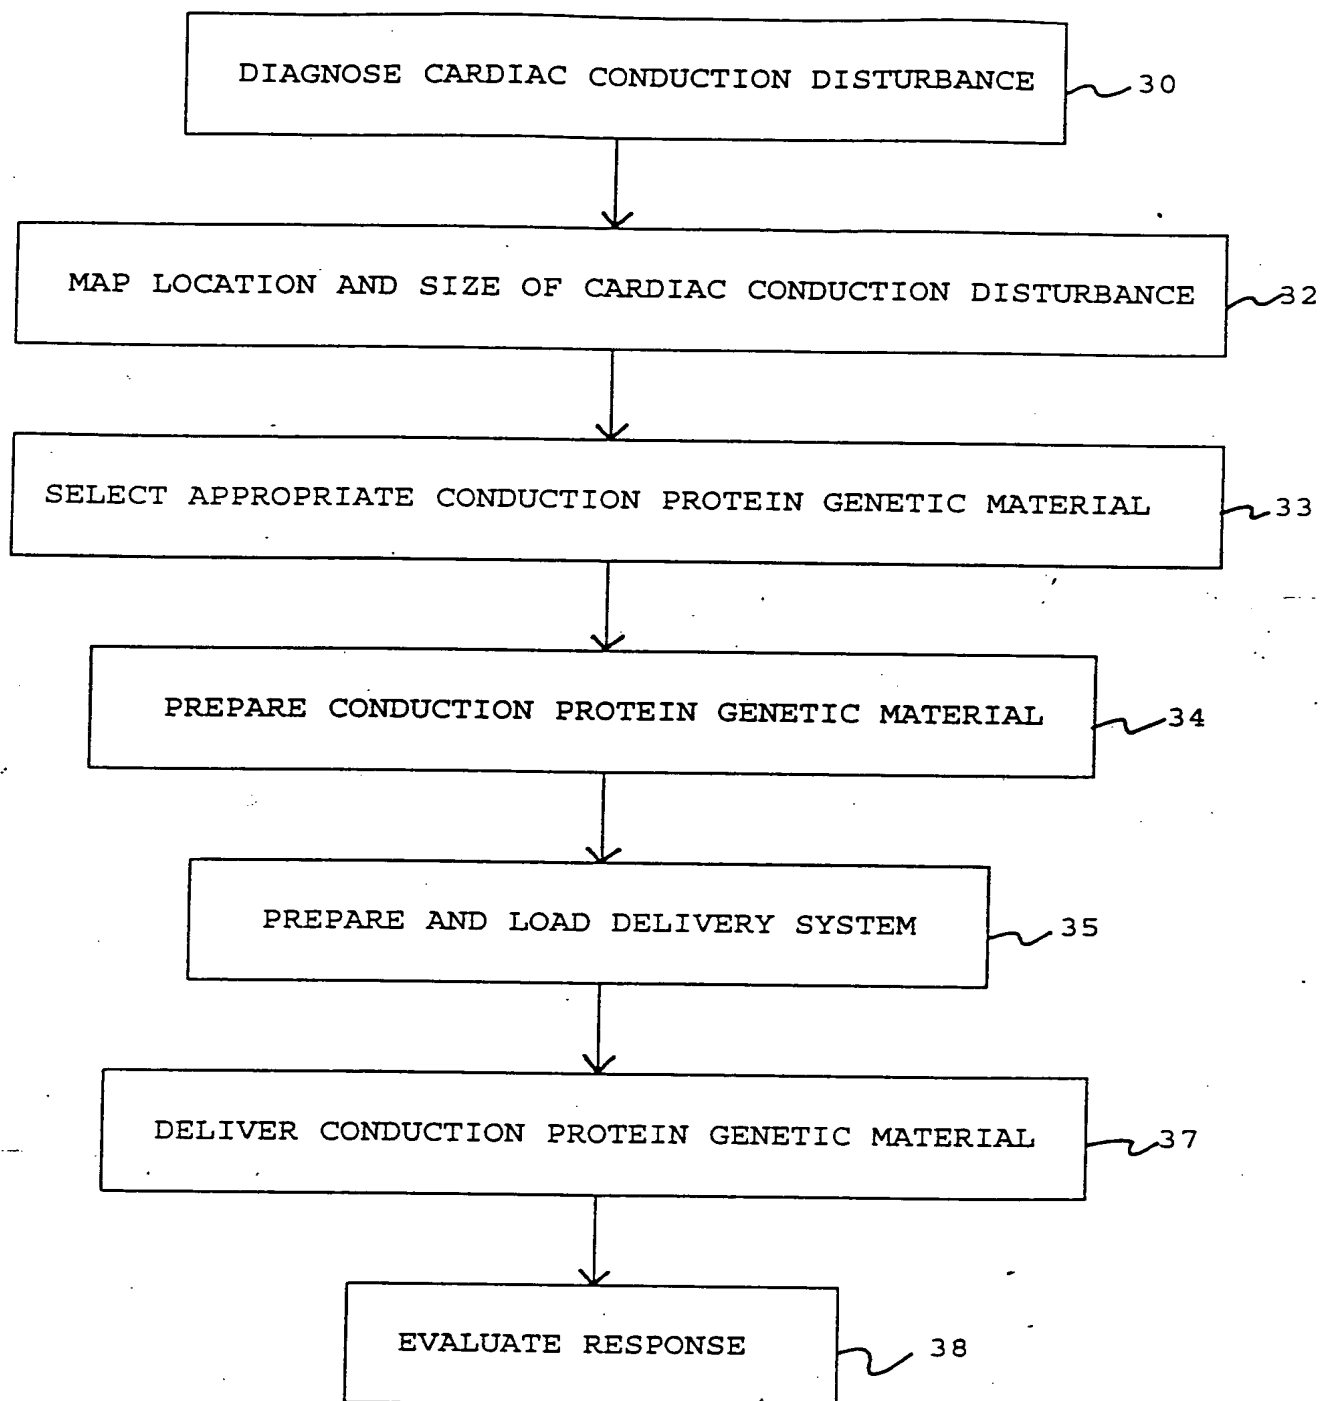 DIAGNOSE CARDIAC CONDUCTION DISTURBANCE 30
MAP LOCATION AND SIZE OF CARDIAC CONDUCTION DISTURBANCE 32
SELECT APPROPRIATE CONDUCTION PROTEIN GENETIC MATERIAL 33
PREPARE CONDUCTION PROTEIN GENETIC MATERIAL 34
PREPARE AND LOAD DELIVERY SYSTEM 35
DELIVER CONDUCTION PROTEIN GENETIC MATERIAL 37
EVALUATE RESPONSE 38